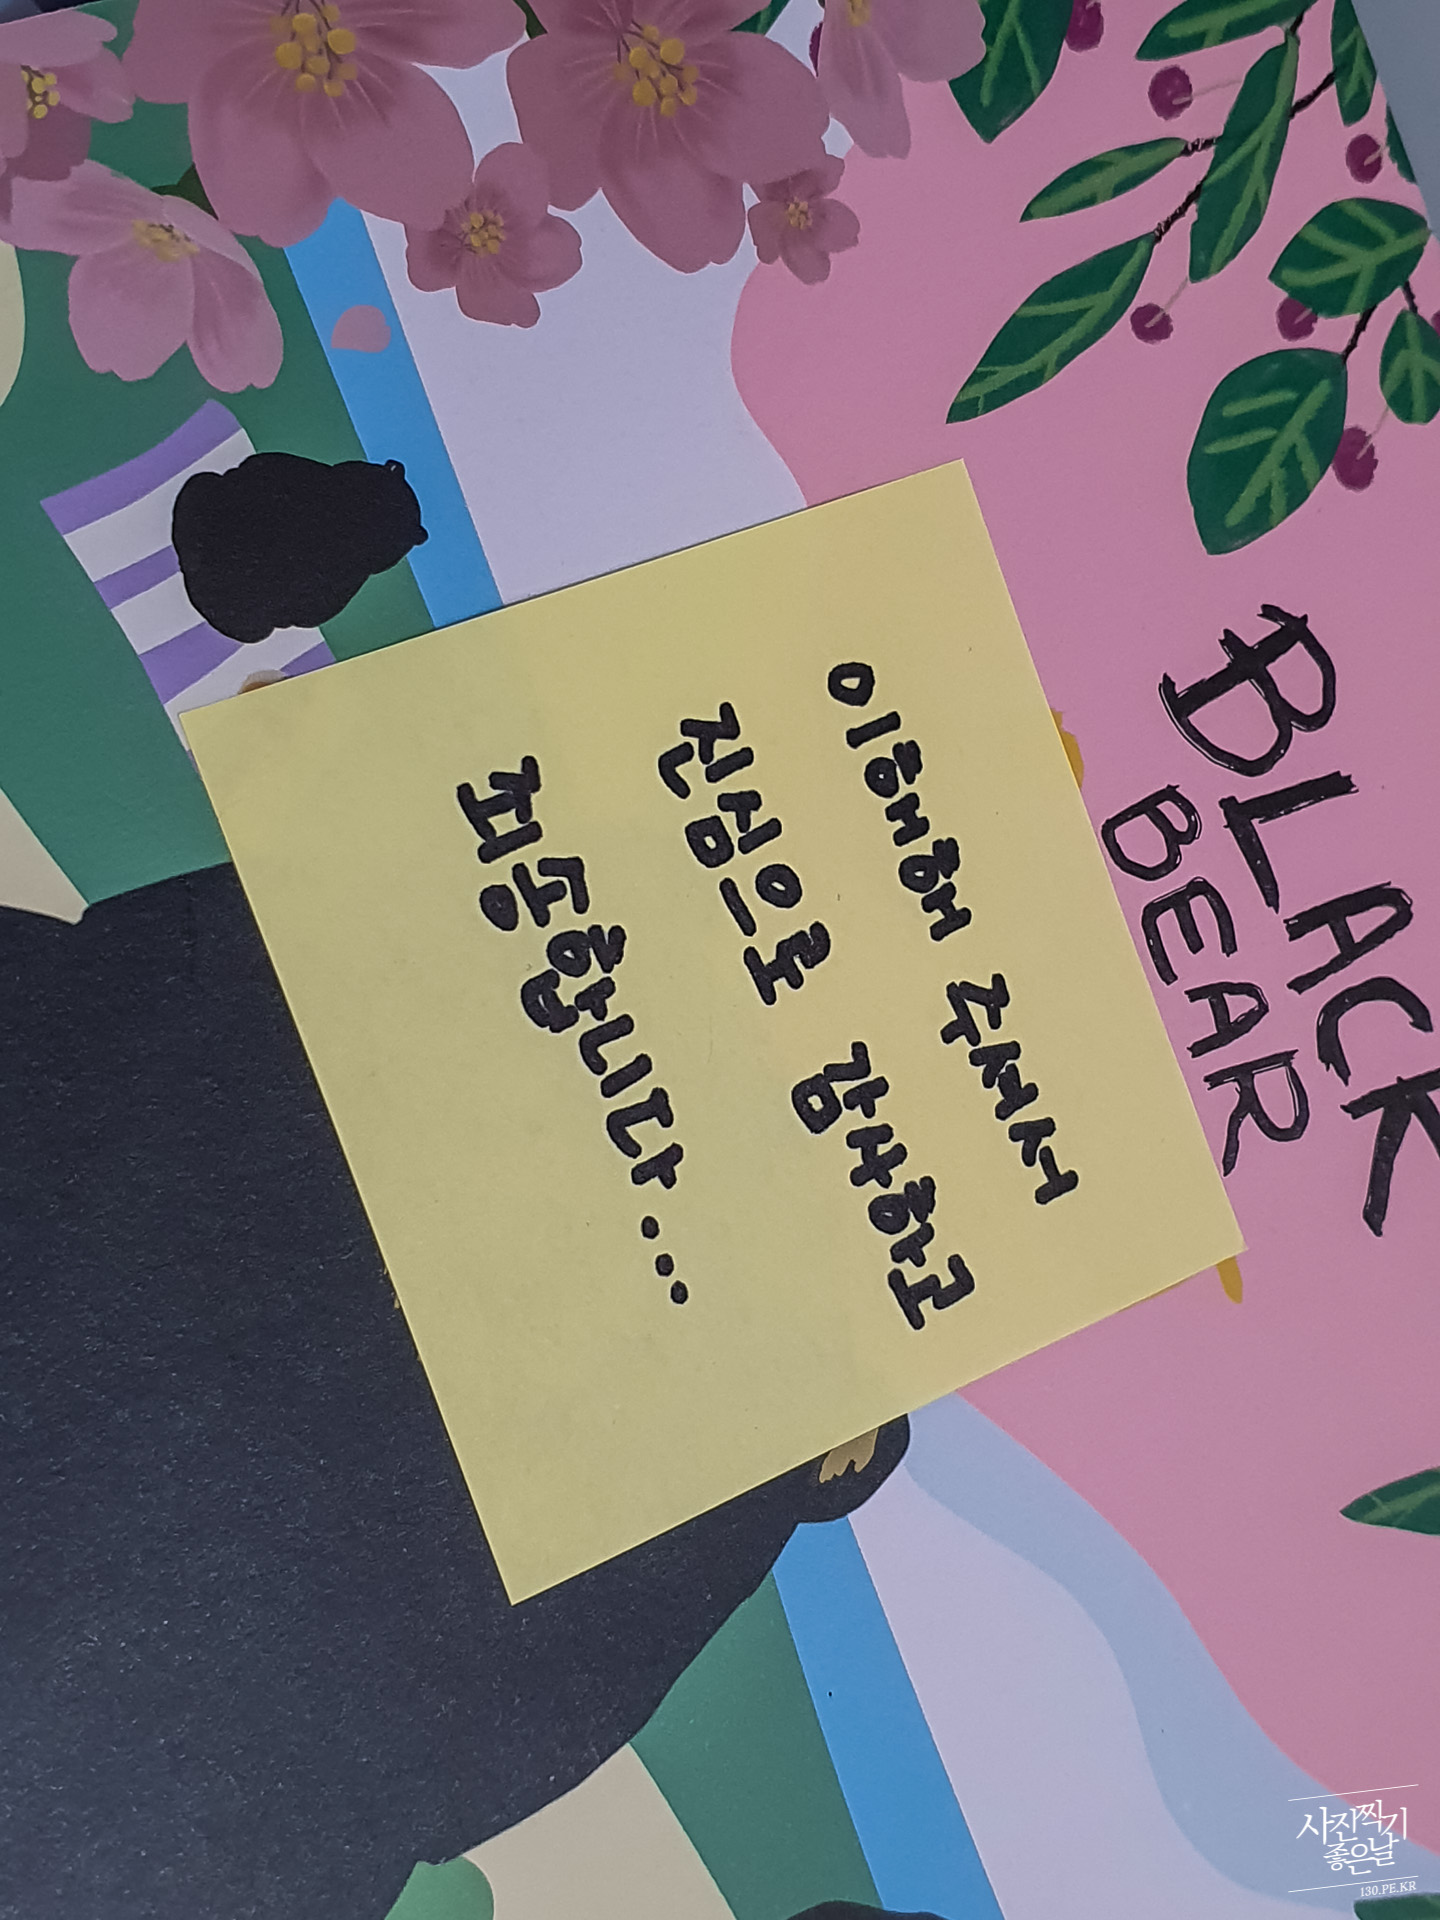 BLACK
BEAR
이해해 주셔서
진심으로 감사하고
죄송합니다...
사진찍기
좋은날
130.PE.KR